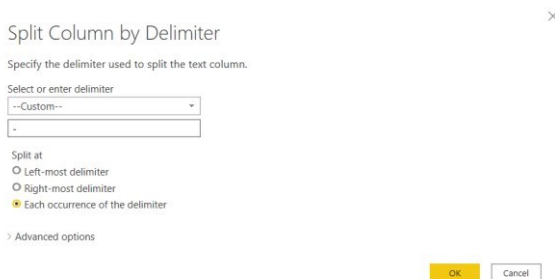 Split Column by Delimiter
Specify the delimiter used to split the text column.
Select or enter delimiter
--Custom--
-
Split at
Left-most delimiter
Right-most delimiter
Each occurrence of the delimiter
Advanced options
OK Cancel